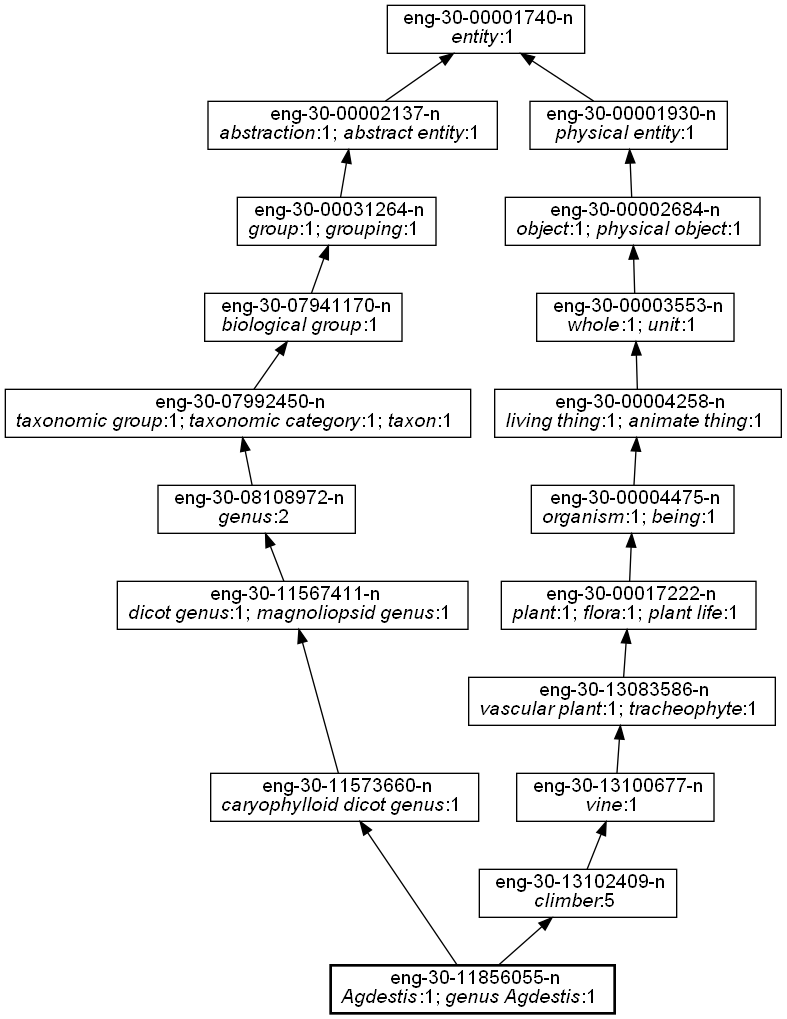 eng-30-00001740-n
entity:1
eng-30-00002137-n
abstraction:1; abstract entity:1
eng-30-00001930-n
physical entity:1
eng-30-00031264-n
group:1; grouping:1
eng-30-00002684-n
object:1; physical object:1
eng-30-07941170-n
biological group:1
eng-30-00003553-n
whole:1; unit:1
eng-30-07992450-n
taxonomic group:1; taxonomic category:1; taxon:1
eng-30-00004258-n
living thing:1; animate thing:1
eng-30-08108972-n
genus:2
eng-30-00004475-n
organism:1; being:1
eng-30-11567411-n
dicot genus:1; magnoliopsid genus:1
eng-30-00017222-n
plant:1; flora:1; plant life:1
eng-30-13083586-n
vascular plant:1; tracheophyte:1
eng-30-11573660-n
caryophylloid dicot genus:1
eng-30-13100677-n
vine:1
eng-30-13102409-n
climber:5
eng-30-11856055-n
Agdestis:1; genus Agdestis:1